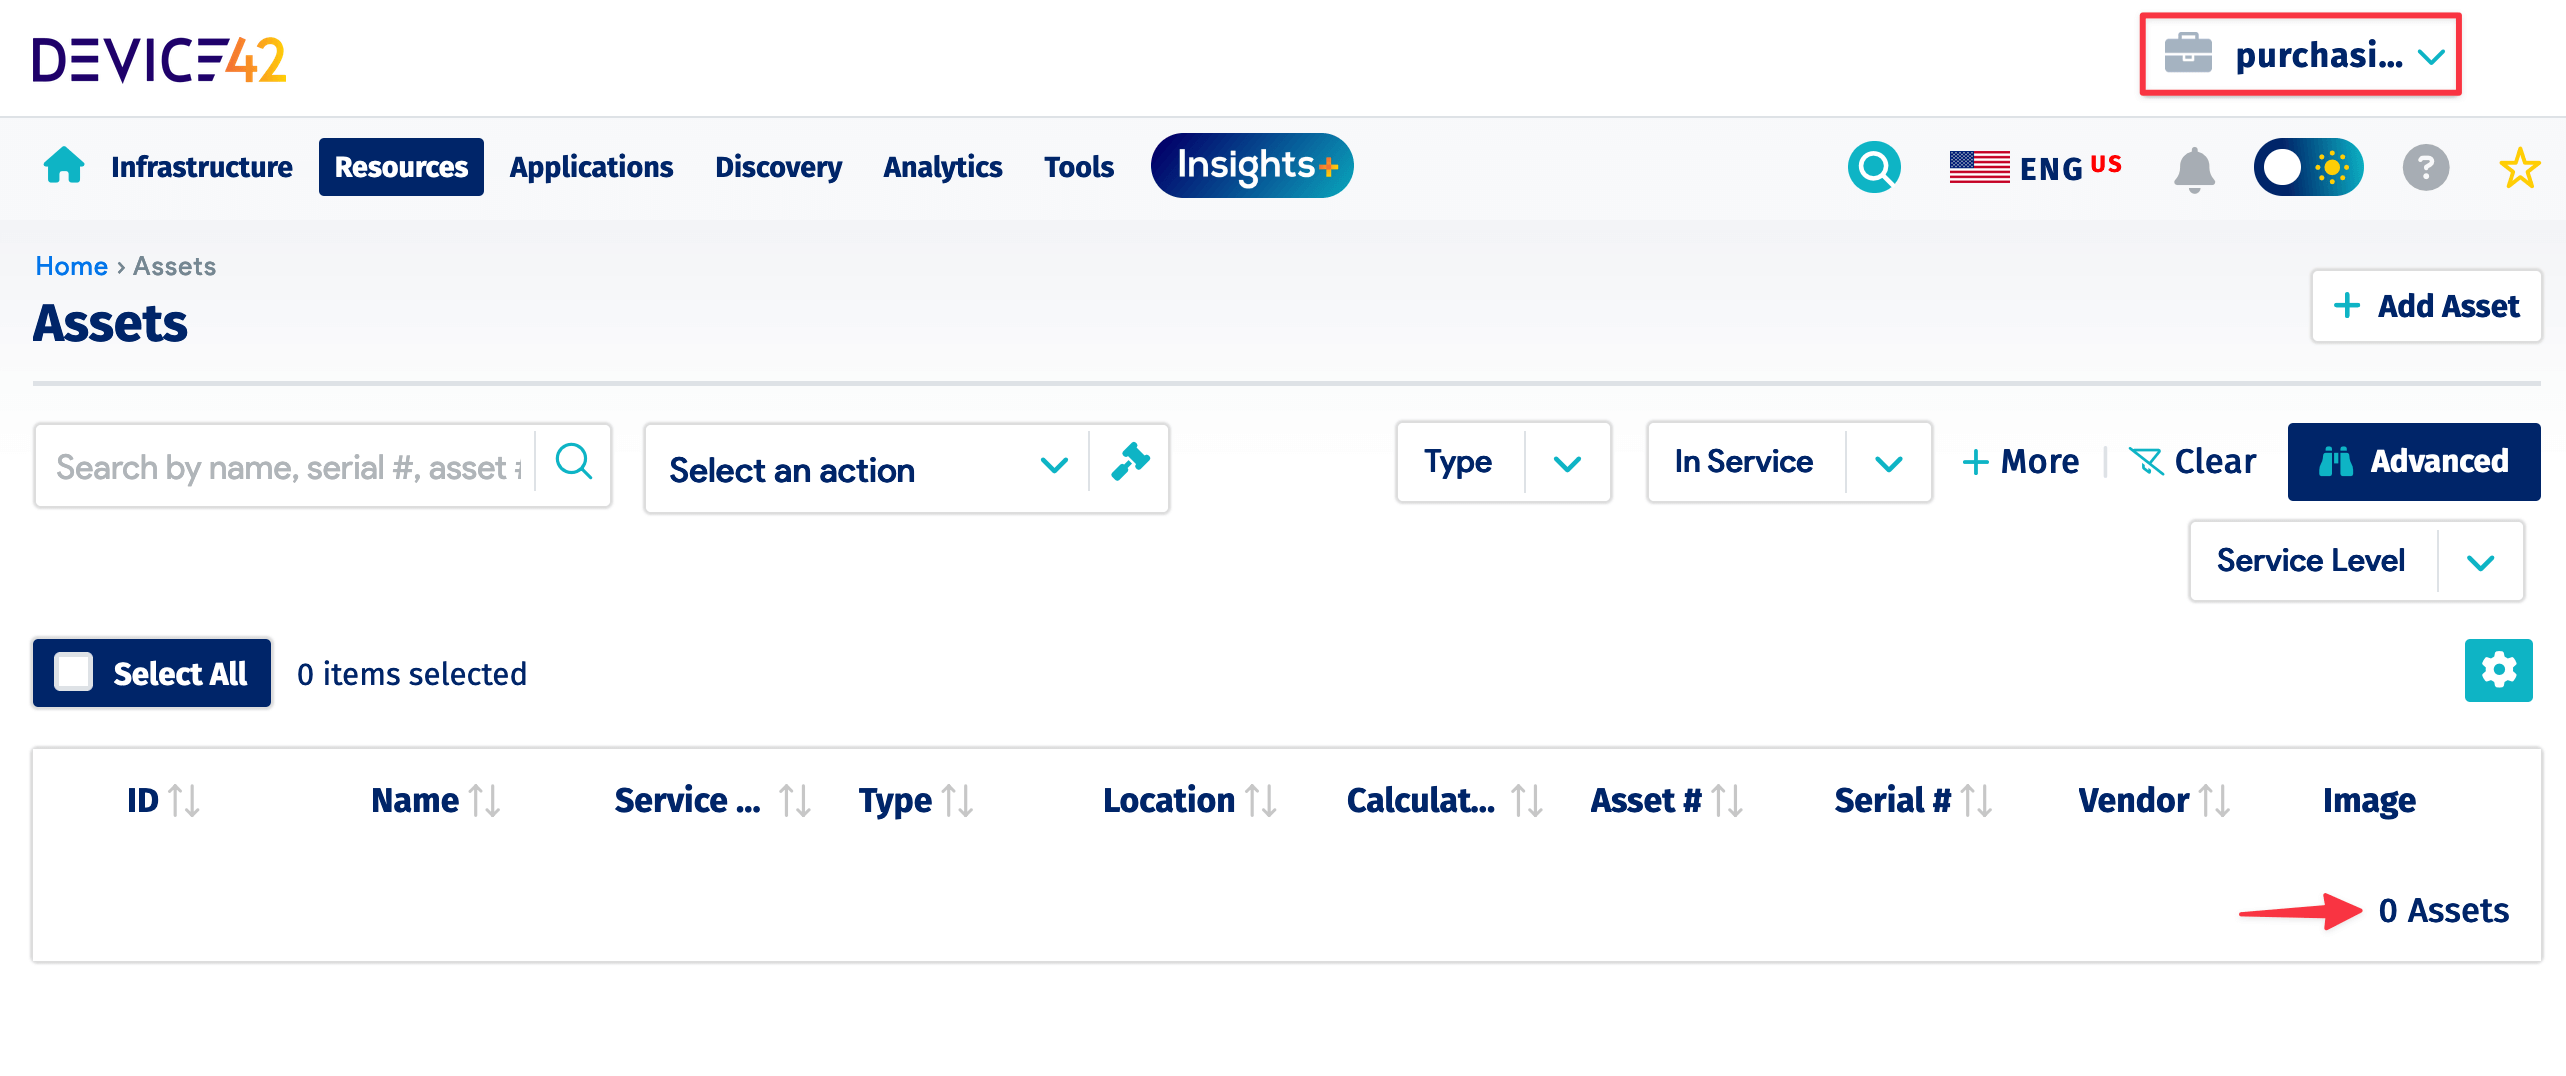 DEVICE42
purchasi...
Infrastructure Resources Applications Discovery Analytics Tools Insights+ ENG US ?
Home › Assets
Assets
+ Add Asset
Search by name, serial #, asset #
Select an action
Type
In Service
+ More | Clear
Advanced
Service Level
Select All 0 items selected
ID Name Service ... Type Location Calculat... Asset # Serial # Vendor Image
0 Assets